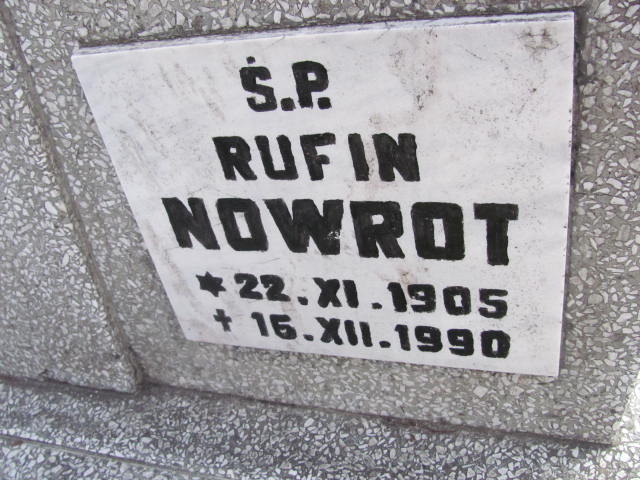 Ś.P.
RUFIN
NOWROT
* 22.XI.1905
✝ 16.XII.1990